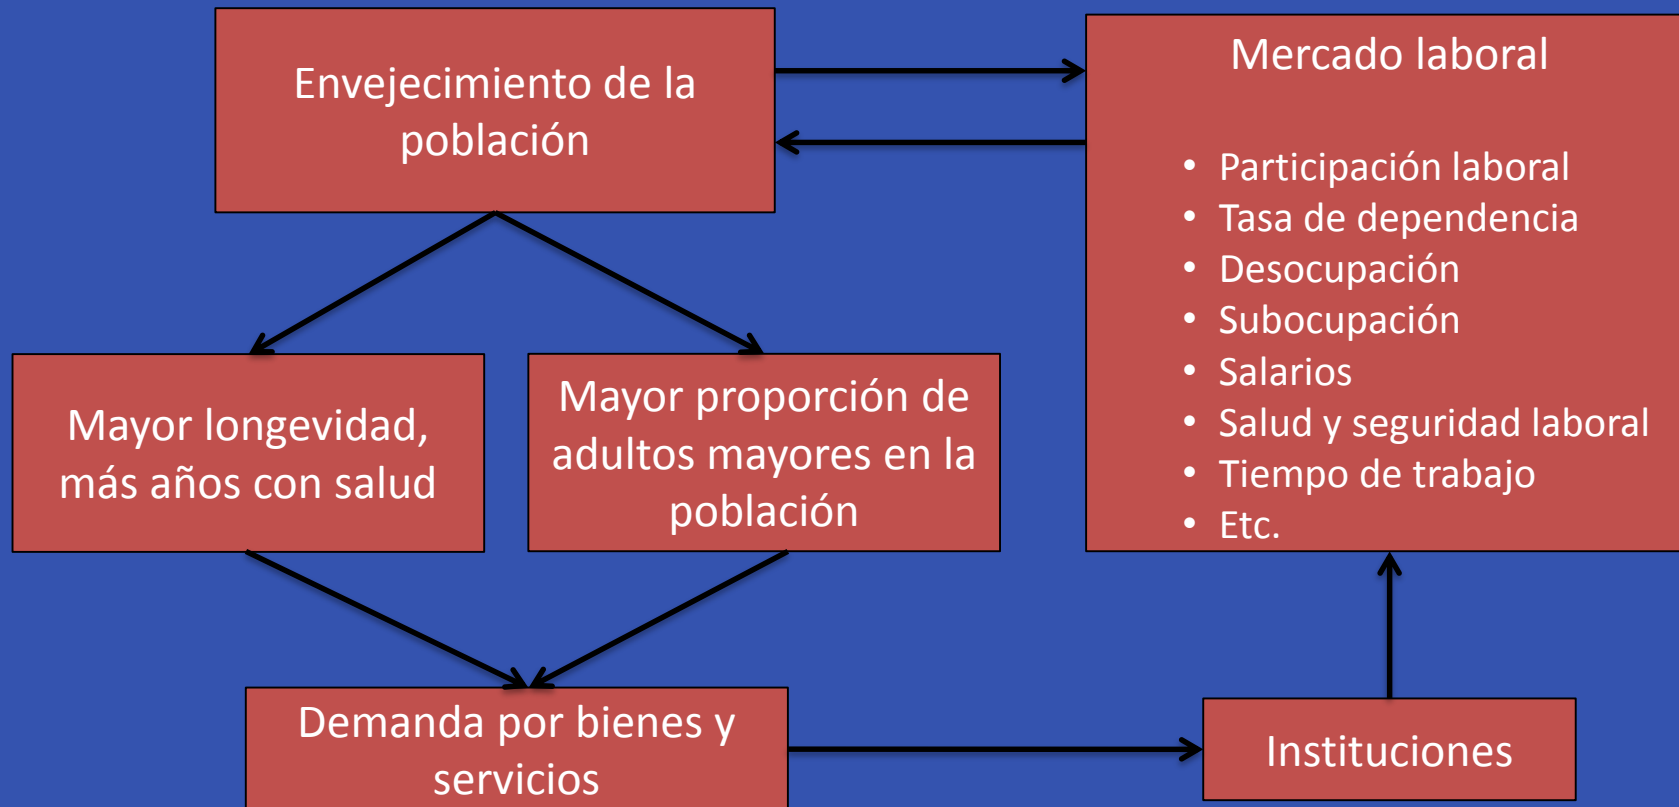 Envejecimiento de la
población
Mercado laboral
• Participación laboral
• Tasa de dependencia
• Desocupación
• Subocupación
• Salarios
• Salud y seguridad laboral
• Tiempo de trabajo
• Etc.
Mayor longevidad,
más años con salud
Mayor proporción de
adultos mayores en la
población
Demanda por bienes y
servicios
Instituciones